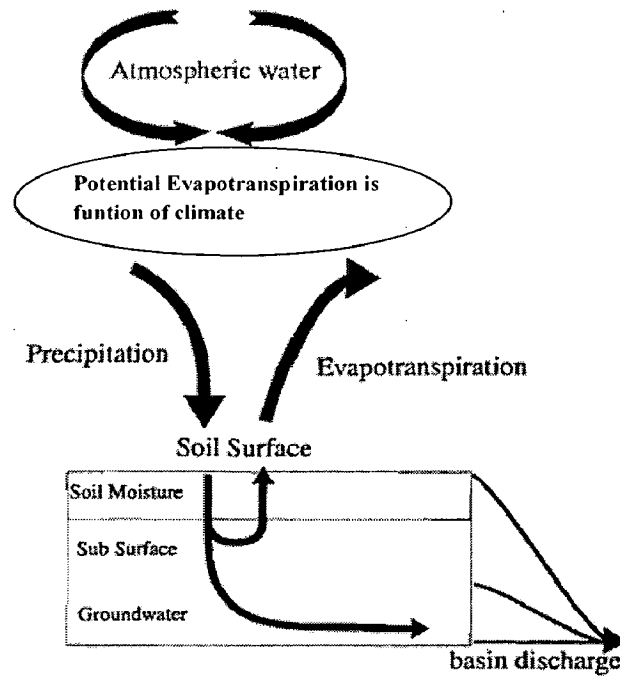 Atmospheric water
Potential Evapotranspiration is
funtion of climate
Precipitation
Evapotranspiration
Soil Surface
Soil Moisture
Sub Surface
Groundwater
basin discharge